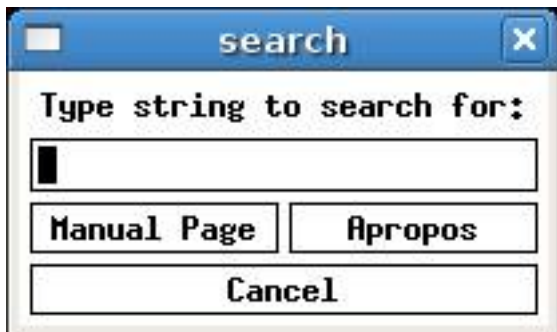 search
Type string to search for:
Manual Page Apropos
Cancel